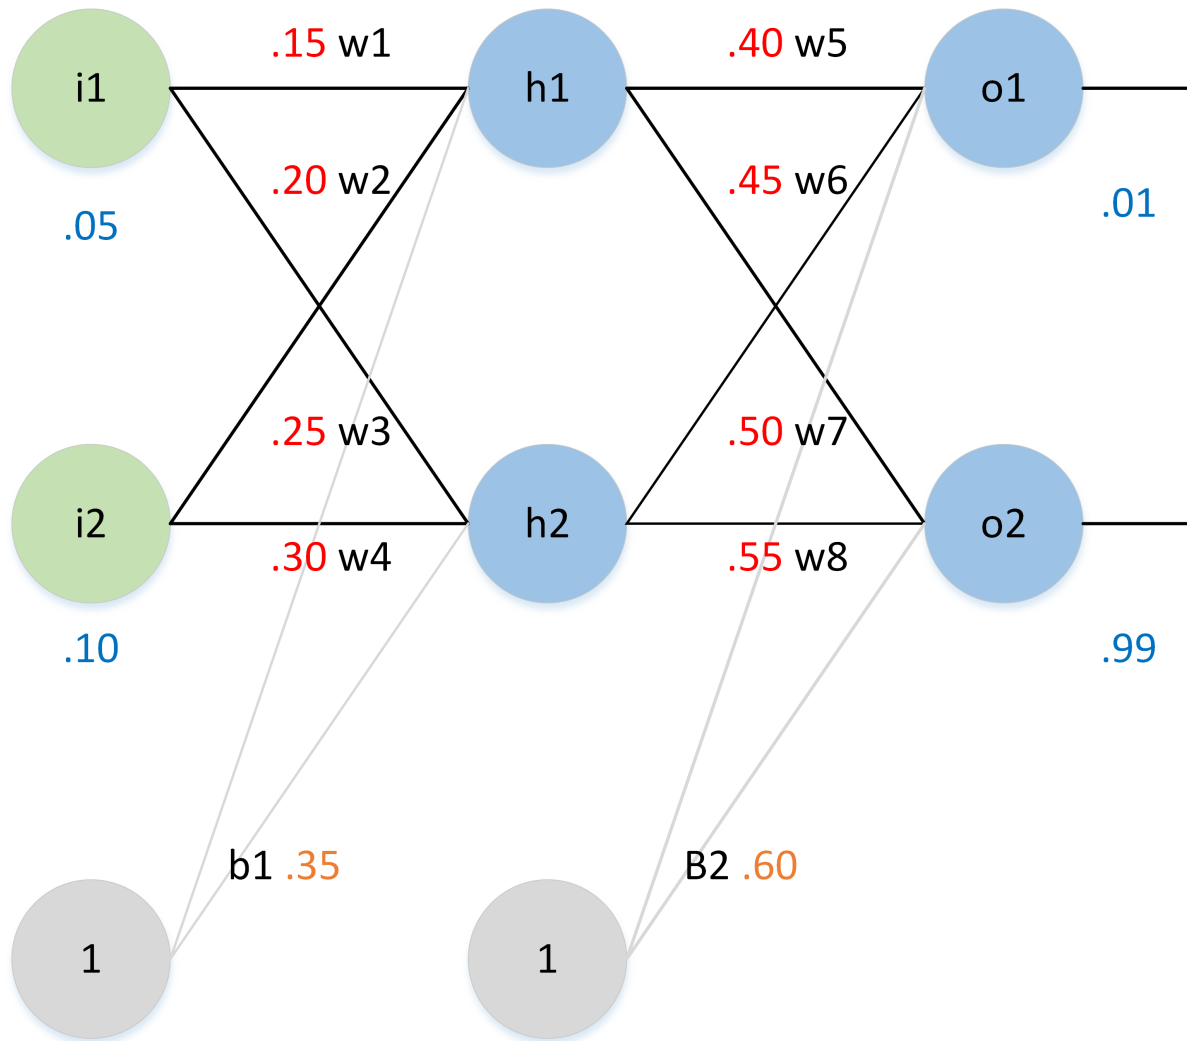 .15 w1
.40 w5
i1
h1
o1
.20 w2
.45 w6
.05
.01
.25 w3
.50 w7
i2
h2
o2
.30 w4
.55 w8
.10
.99
b1 .35
B2 .60
1
1